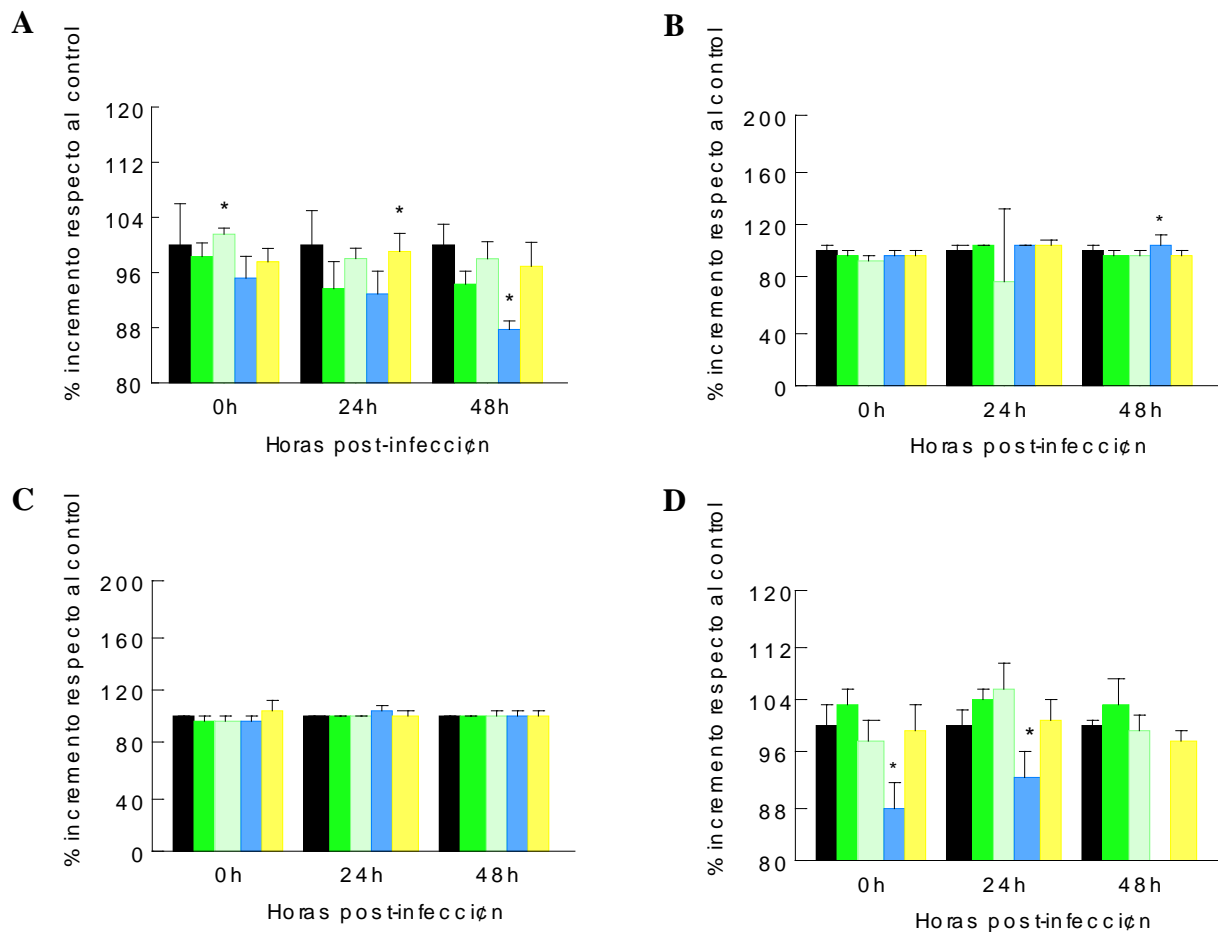 A
% incremento respecto al control
120
112
104
96
88
80
*
*
*
0h
24h
48h
Horas post-infecci¢n
B
% incremento respecto al control
200
160
120
80
40
0
*
0h
24h
48h
Horas post-infecci¢n
C
% incremento respecto al control
200
160
120
80
40
0
0h
24h
48h
Horas post-infecci¢n
D
% incremento respecto al control
120
112
104
96
88
80
*
*
0h
24h
48h
Horas post-infecci¢n